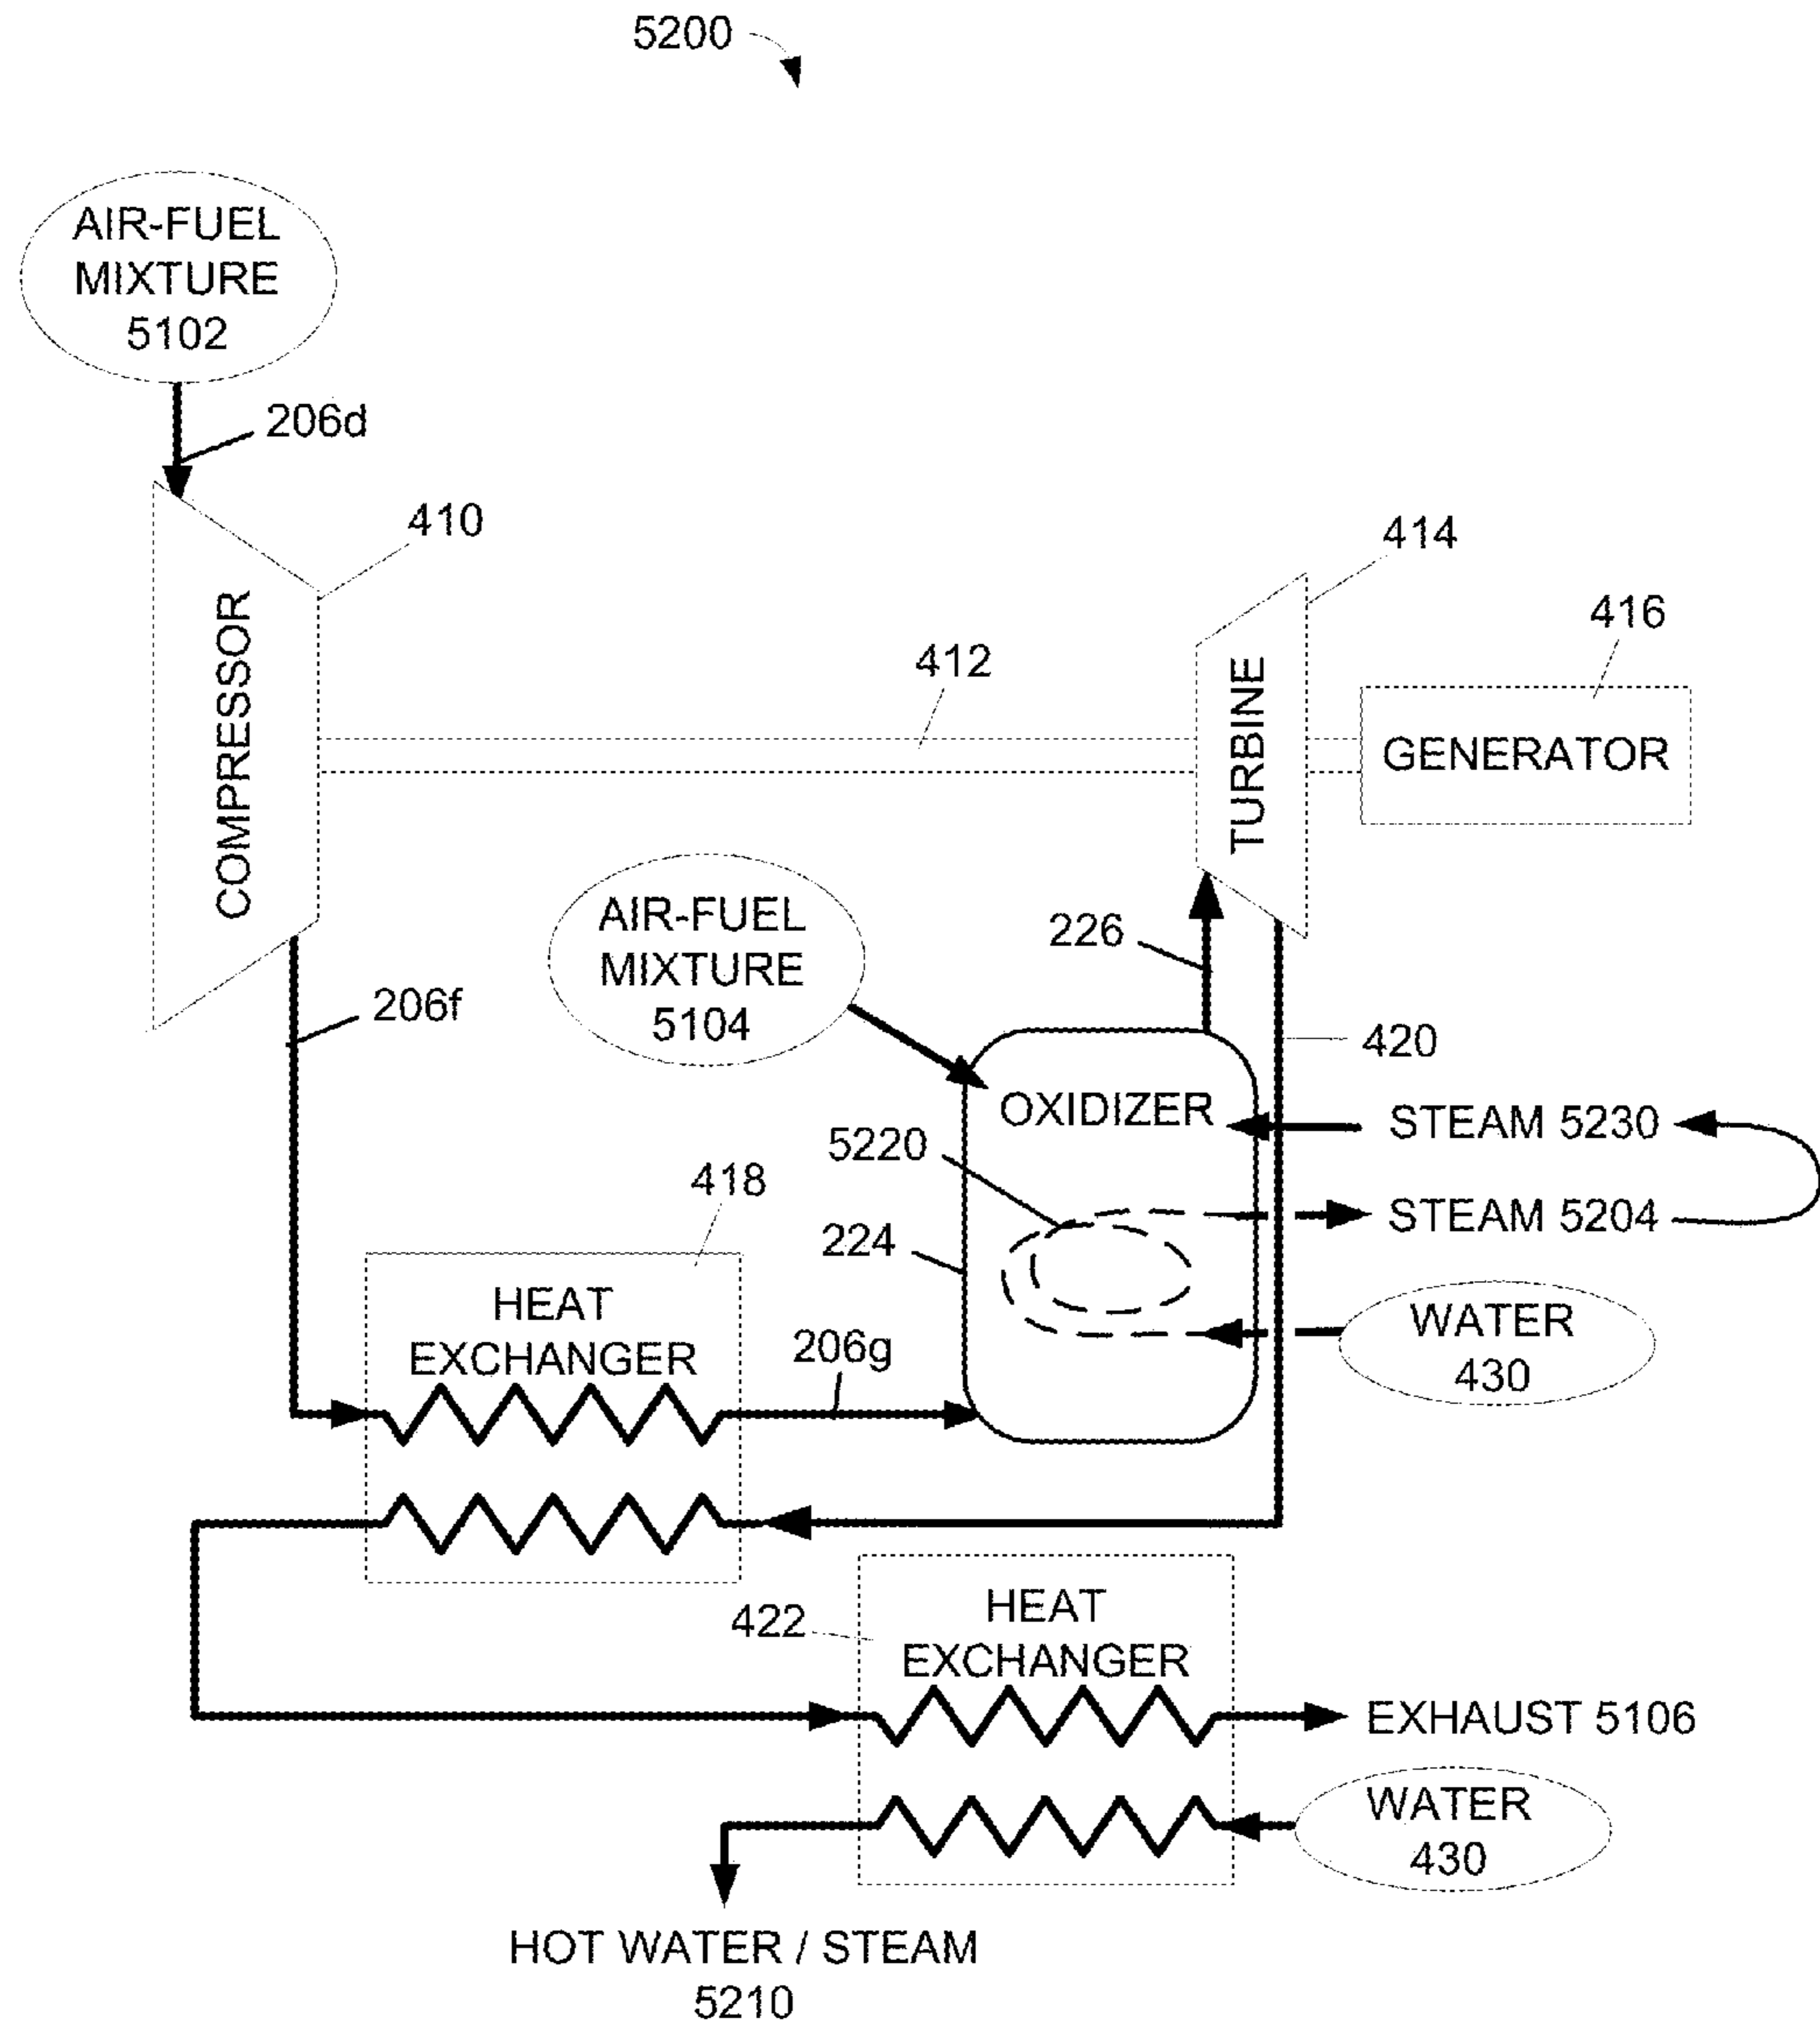 5200
AIR-FUEL
MIXTURE
5102
206d
410
COMPRESSOR
414
416
412
TURBINE
GENERATOR
AIR-FUEL
MIXTURE
5104
226
206f
420
OXIDIZER
STEAM 5230
5220
418
STEAM 5204
224
HEAT
EXCHANGER
206g
WATER
430
HEAT
EXCHANGER
422
EXHAUST 5106
WATER
430
HOT WATER / STEAM
5210